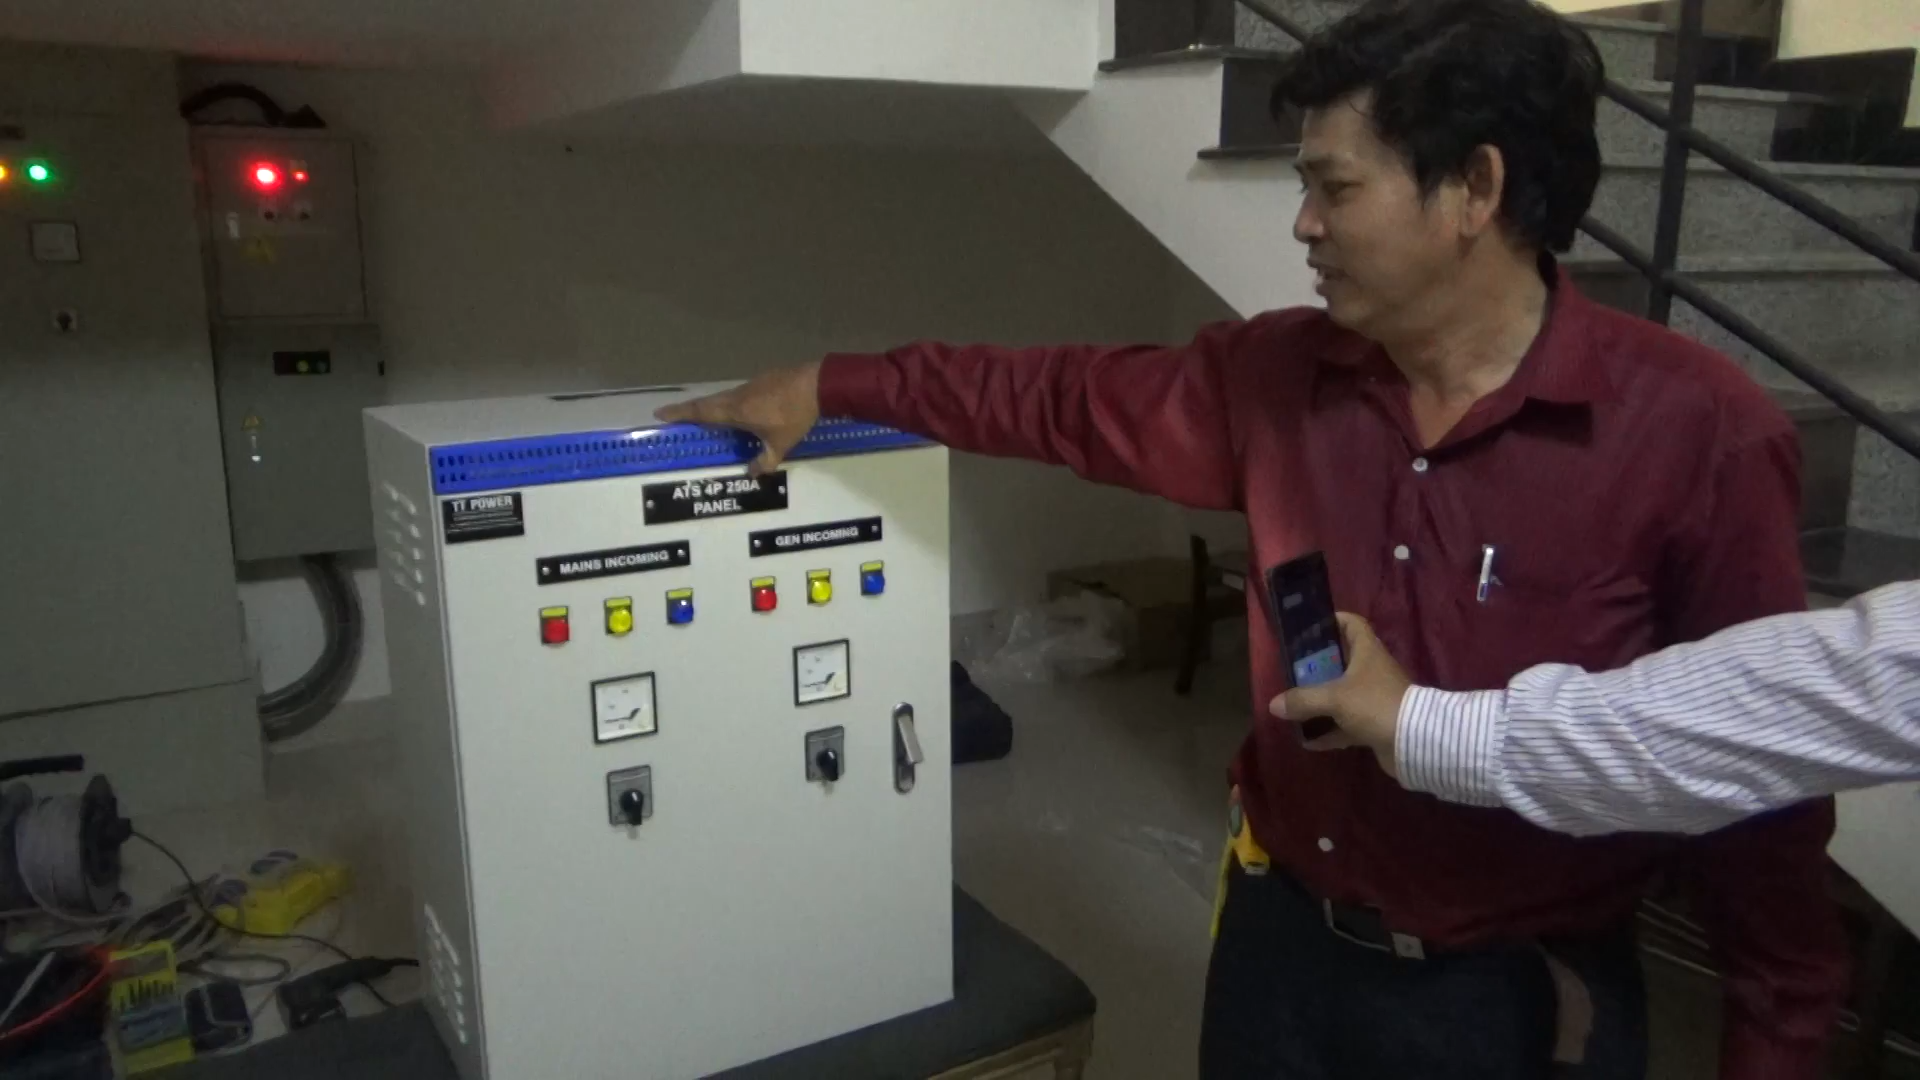 TT POWER
ATS 4P 250A
PANEL
MAINS INCOMING
GEN INCOMING